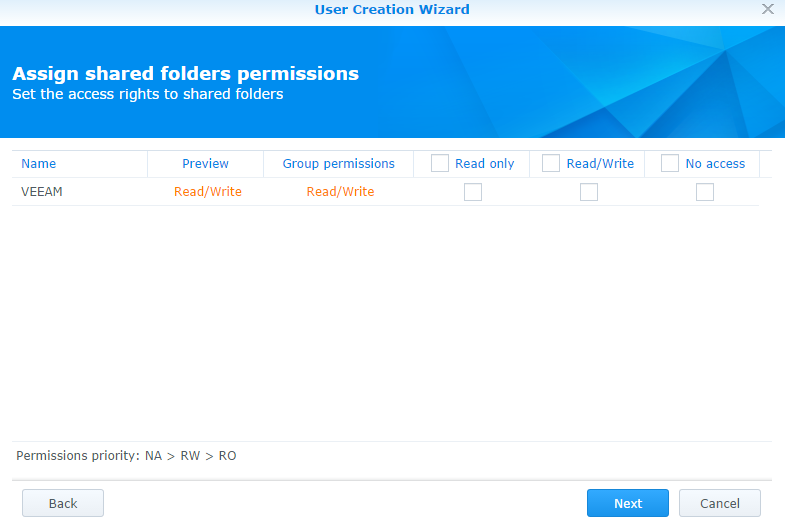 User Creation Wizard
Assign shared folders permissions
Set the access rights to shared folders
Name Preview Group permissions Read only Read/Write No access
VEEAM Read/Write Read/Write
Permissions priority: NA > RW > RO
Back Next Cancel